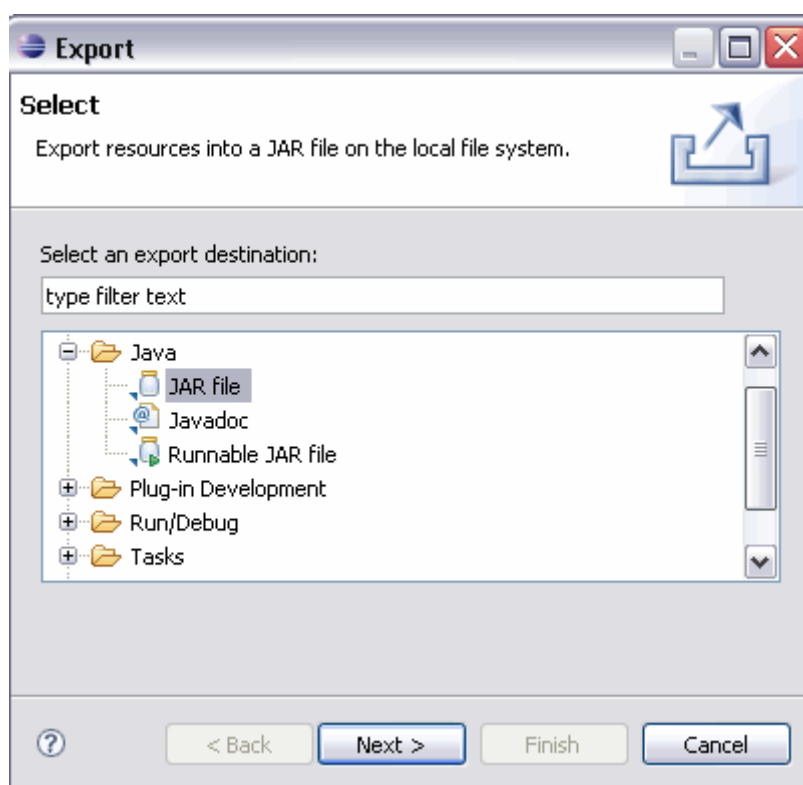 Export
Select
Export resources into a JAR file on the local file system.
Select an export destination:
type filter text
Java
JAR file
Javadoc
Runnable JAR file
Plug-in Development
Run/Debug
Tasks
< Back Next > Finish Cancel